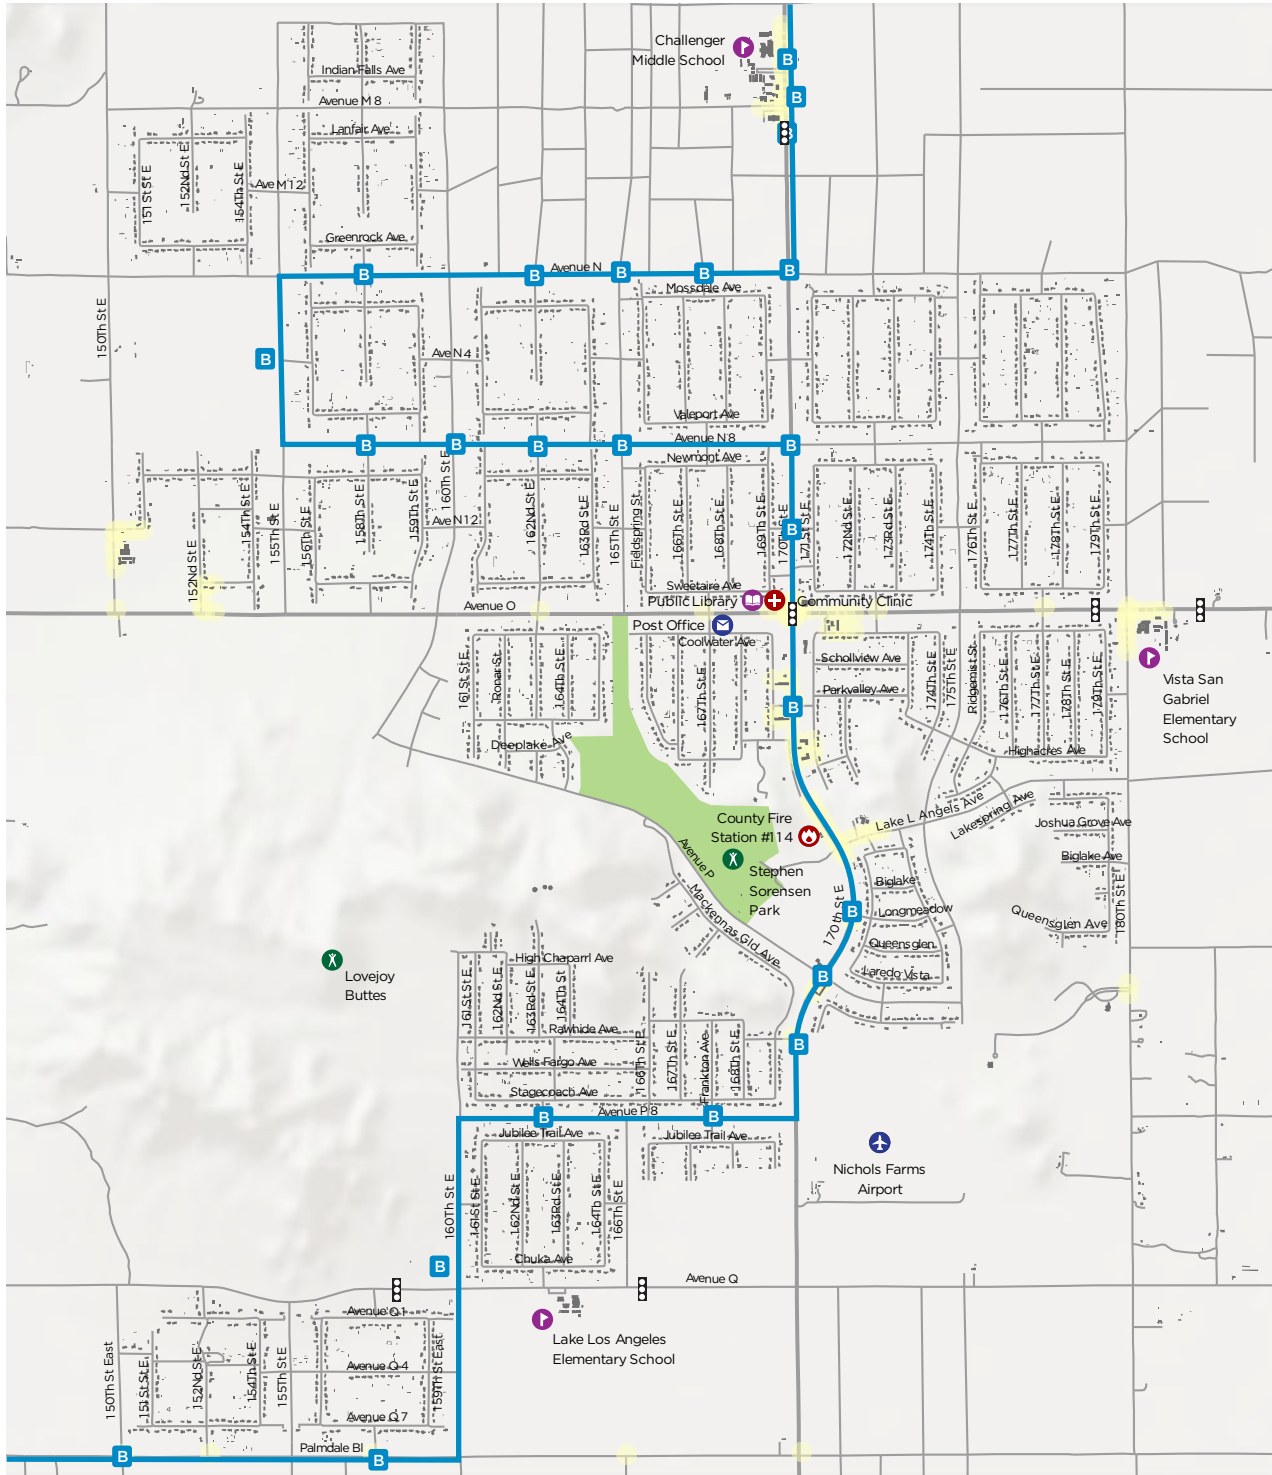 Challenger
Middle School
B
B
B
Indian Falls Ave
Avenue M 8
Lanfair Ave
151 St St E
152Nd St E
154Th St E
Ave M 12
Greenrock Ave
Avenue N
B
B
B
B
B
Mossdale Ave
150Th St E
B
Ave N 4
Valeport Ave
Avenue N 8
B
B
B
B
B
Newmont Ave
152Nd St E
154Th St E
155Th St E
156Th St E
158Th St E
159Th St E
160Th St E
Ave N 12
162Nd St E
163Rd St E
165Th St E
Fieldspring St
166Th St E
168Th St E
169Th St E
170Th St E
B
171St St E
172Nd St E
173Rd St E
174Th St E
176Th St E
177Th St E
178Th St E
179Th St E
Sweetaire Ave
Public Library
Community Clinic
Avenue O
Post Office
Coolwater Ave
161St St E
Ronar St
164Th St E
167Th St E
Schollview Ave
Parkvalley Ave
B
174Th St E
175Th St E
Ridgemist St
176Th St E
177Th St E
178Th St E
179Th St E
Vista San
Gabriel
Elementary
School
Deeplake Ave
Highacres Ave
County Fire
Station #114
Lake L Angels Ave
Lakespring Ave
Joshua Grove Ave
Biglake Ave
Avenue P
Stephen
Sorensen
Park
Mackennas Gld Ave
170th St E
B
Biglake
Longmeadow
Queensglen
Laredo Vista
Queensglen Ave
180Th St E
Lovejoy
Buttes
High Chaparrl Ave
161 St St E
162Nd St E
163Rd St E
164Th St
B
Rawhide Ave
Wells Fargo Ave
Stagecoach Ave
166Th St E
167Th St E
Frankton Ave
168Th St E
B
Avenue P 8
B
B
Jubilee Trail Ave
Jubilee Trail Ave
Nichols Farms
Airport
160Th St E
161St St E
162Nd St E
163Rd St E
164Th St E
166Th St E
Chuka Ave
B
Avenue Q
Avenue Q 1
Lake Los Angeles
Elementary School
150Th St East
151 St St E
152Nd St E
154Th St E
155Th St E
Avenue Q 4
159Th St East
Avenue Q 7
Palmdale Bl
B
B